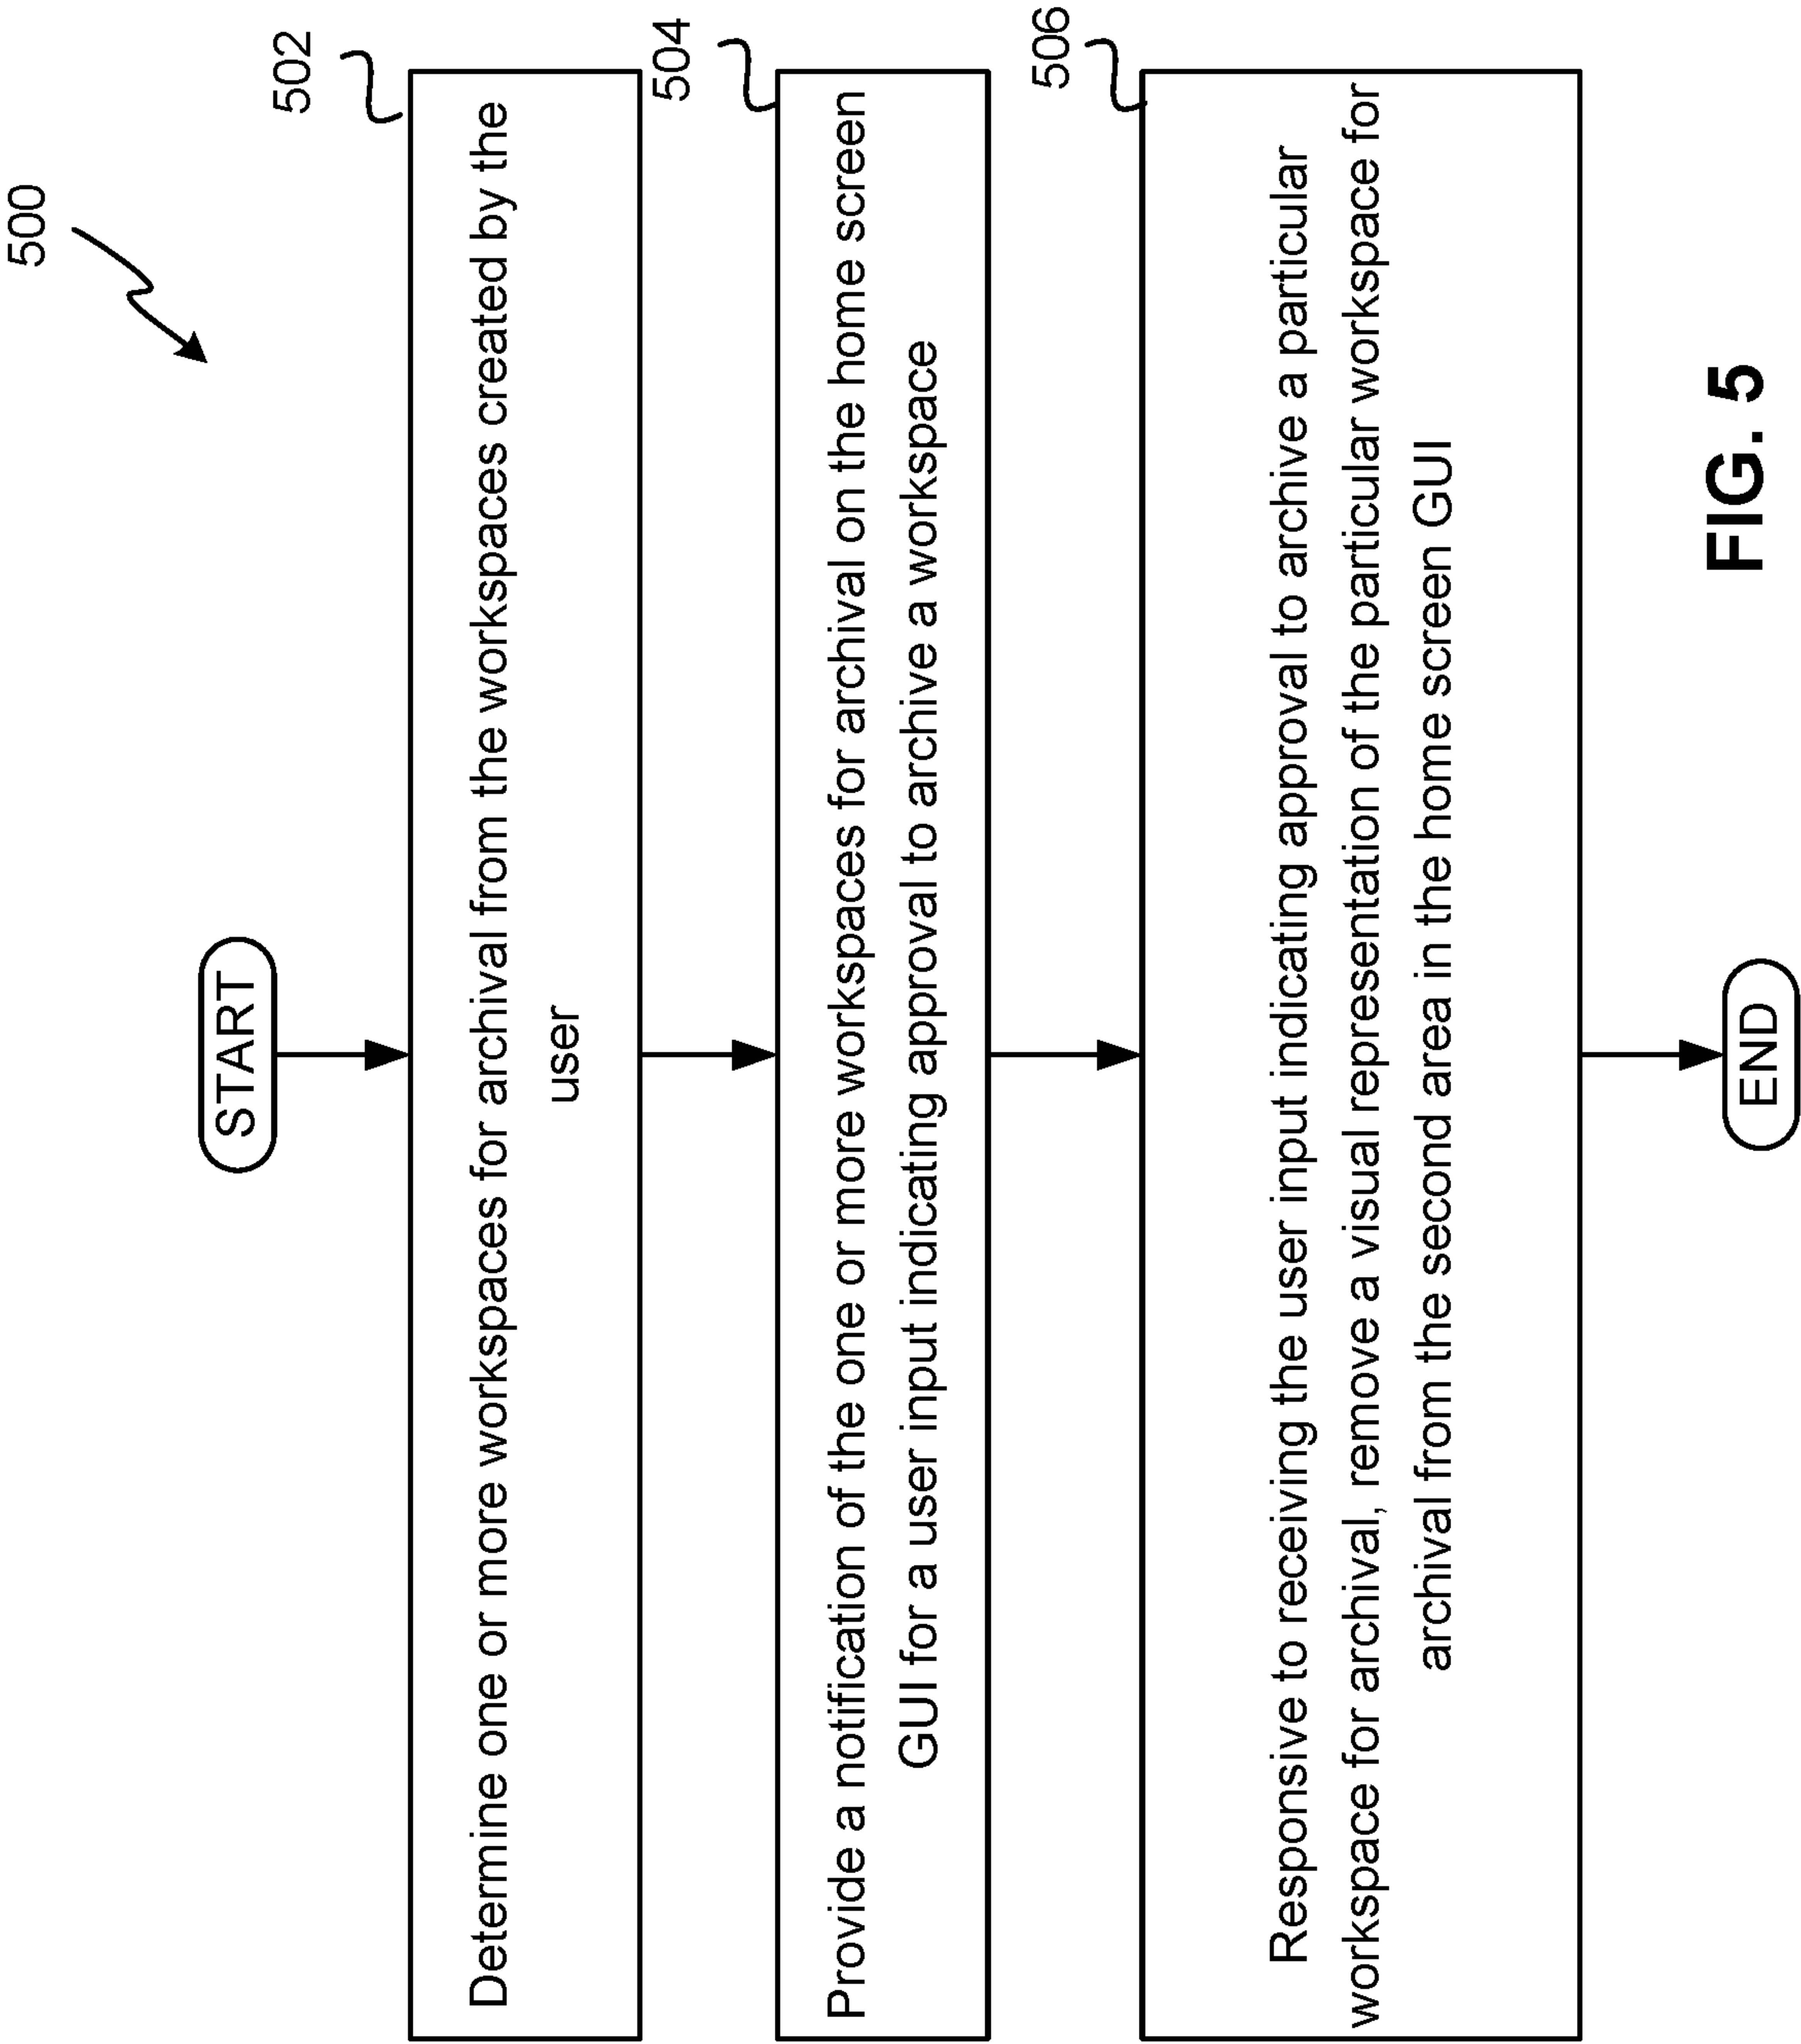 500
START
502
Determine one or more workspaces for archival from the workspaces created by the
user
504
Provide a notification of the one or more workspaces for archival on the home screen
GUI for a user input indicating approval to archive a workspace
506
Responsive to receiving the user input indicating approval to archive a particular
workspace for archival, remove a visual representation of the particular workspace for
archival from the second area in the home screen GUI
END
FIG. 5